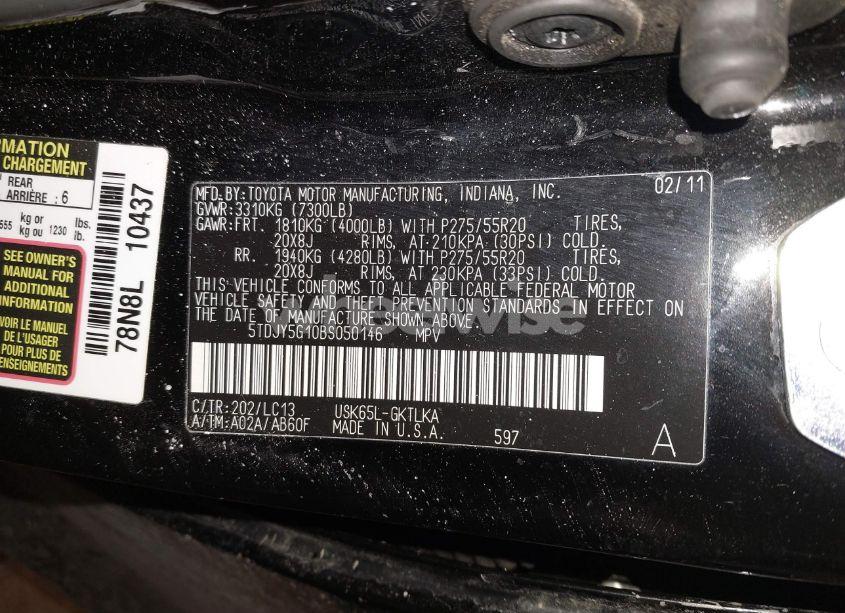 RMATION
CHARGEMENT
REAR
ARRIÈRE : 6
555 kg or
kg ou 1230 lbs.
lb.
SEE OWNER'S
MANUAL FOR
ADDITIONAL
INFORMATION
VOIR LE MANUEL
DE L'USAGER
POUR PLUS DE
RENSEIGNEMENTS
78N8L 10437
MFD. BY: TOYOTA MOTOR MANUFACTURING, INDIANA, INC. 02/11
GVWR: 3310KG (7300LB)
GAWR: FRT. 1810KG (4000LB) WITH P275/55R20 TIRES,
20X8J RIMS, AT 210KPA (30PSI) COLD.
RR. 1940KG (4280LB) WITH P275/55R20 TIRES,
20X8J RIMS, AT 230KPA (33PSI) COLD.
THIS VEHICLE CONFORMS TO ALL APPLICABLE FEDERAL MOTOR
VEHICLE SAFETY AND THEFT PREVENTION STANDARDS IN EFFECT ON
THE DATE OF MANUFACTURE SHOWN ABOVE.
5TDJY5G10BS050146 MPV
C/TR: 202/LC13 USK65L-GKTLKA
A/TM: A02A/AB60F MADE IN U.S.A. 597 A